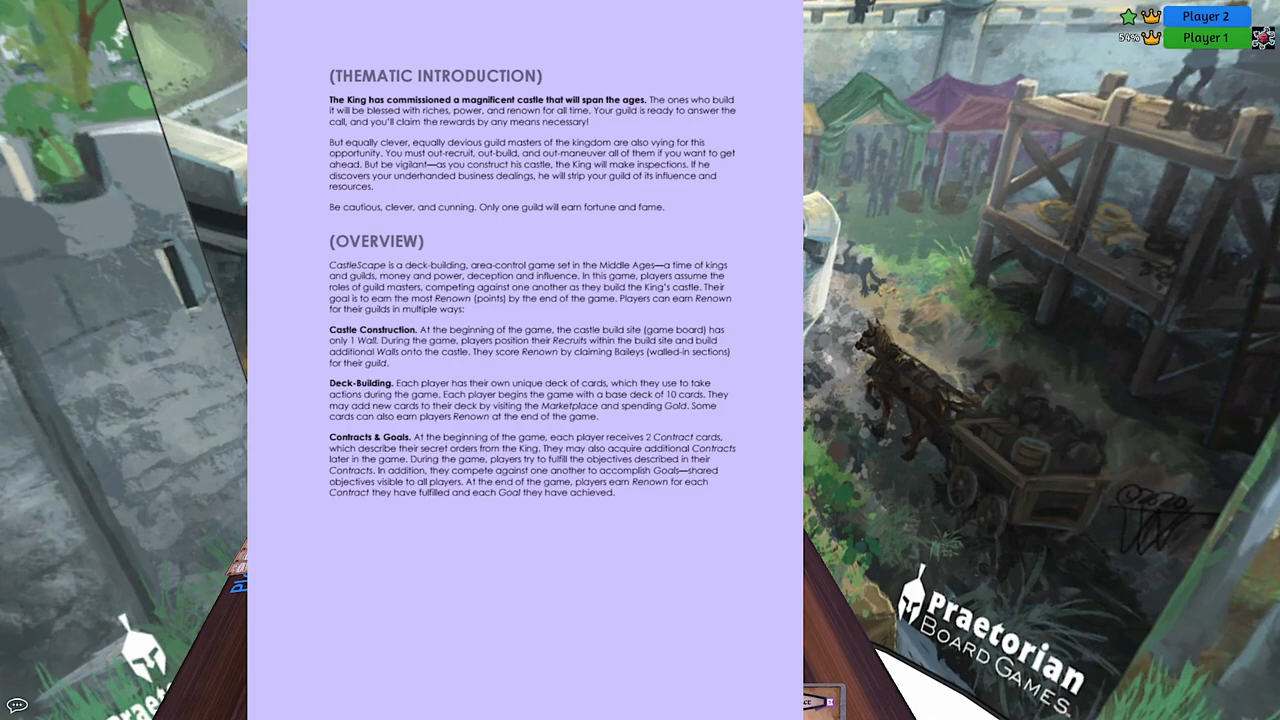 (THEMATIC INTRODUCTION)
The King has commissioned a magnificent castle that will span the ages. The ones who build
it will be blessed with riches, power, and renown for all time. Your guild is ready to answer the
call, and you'll claim the rewards by any means necessary!
But equally clever, equally devious guild masters of the kingdom are also vying for this
opportunity. You must out-recruit, out-build, and out-maneuver all of them if you want to get
ahead. But be vigilant—as you construct his castle, the King will make inspections. If he
discovers your underhanded business dealings, he will strip your guild of its influence and
resources.
Be cautious, clever, and cunning. Only one guild will earn fortune and fame.
(OVERVIEW)
CastleScape is a deck-building, area-control game set in the Middle Ages—a time of kings
and guilds, money and power, deception and influence. In this game, players assume the
roles of guild masters, competing against one another as they build the King's castle. Their
goal is to earn the most Renown (points) by the end of the game. Players can earn Renown
for their guilds in multiple ways:
Castle Construction. At the beginning of the game, the castle build site (game board) has
only 1 Wall. During the game, players position their Recruits within the build site and build
additional Walls onto the castle. They score Renown by claiming Baileys (walled-in sections)
for their guild.
Deck-Building. Each player has their own unique deck of cards, which they use to take
actions during the game. Each player begins the game with a base deck of 10 cards. They
may add new cards to their deck by visiting the Marketplace and spending Gold. Some
cards can also earn players Renown at the end of the game.
Contracts & Goals. At the beginning of the game, each player receives 2 Contract cards,
which describe their secret orders from the King. They may also acquire additional Contracts
later in the game. During the game, players try to fulfill the objectives described in their
Contracts. In addition, they compete against one another to accomplish Goals—shared
objectives visible to all players. At the end of the game, players earn Renown for each
Contract they have fulfilled and each Goal they have achieved.
Player 2
54% Player 1
Praetorian
BOARD GAMES
Praet